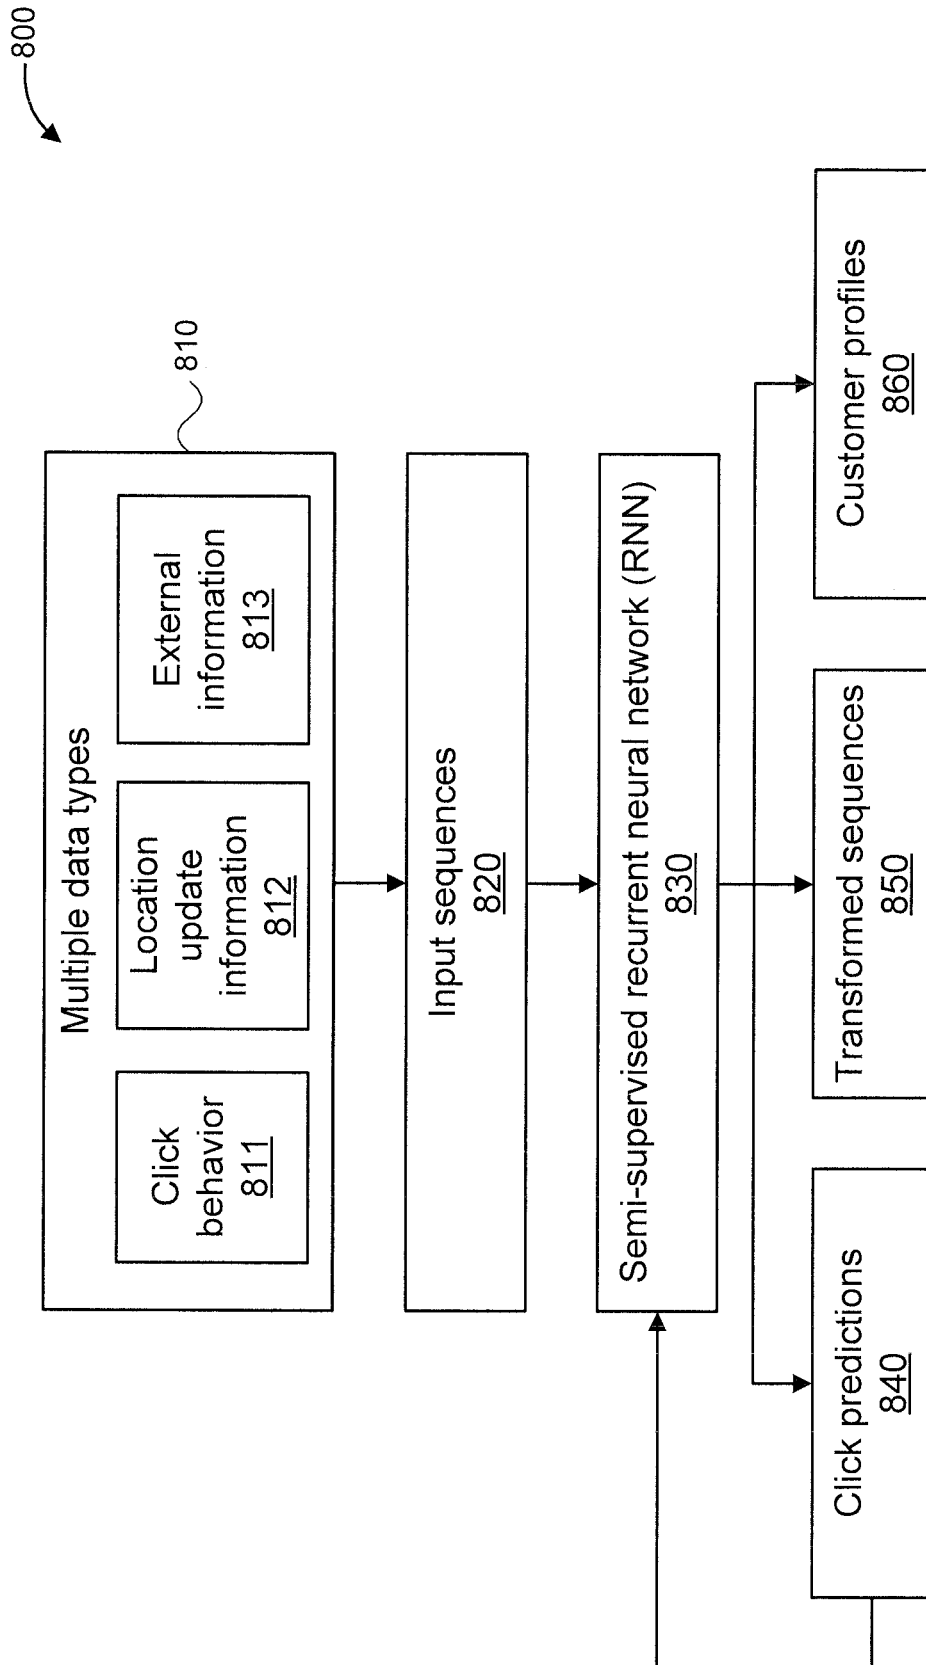 800
Multiple data types
810
Click
behavior
811
Location
update
information
812
External
information
813
Input sequences
820
Semi-supervised recurrent neural network (RNN)
830
Click predictions
840
Transformed sequences
850
Customer profiles
860